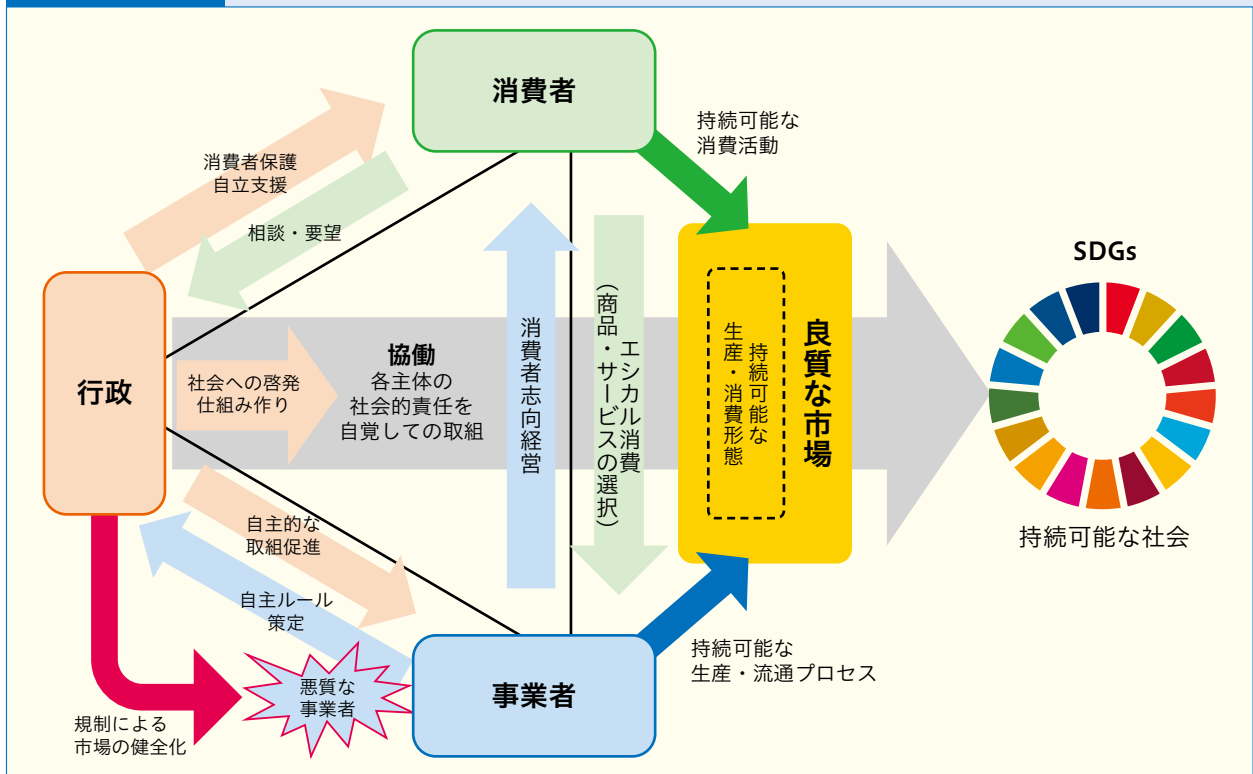 消費者
持続可能な
消費活動
消費者保護
自立支援
相談・要望
SDGs
行政
社会への啓発
仕組み作り
協働
各主体の
社会的責任を
自覚しての取組
消費者志向経営
エシカル消費
（商品・サービスの選択）
良質な市場
持続可能な
生産・消費形態
持続可能な社会
自主的な
取組促進
自主ルール
策定
持続可能な
生産・流通プロセス
悪質な
事業者
事業者
規制による
市場の健全化